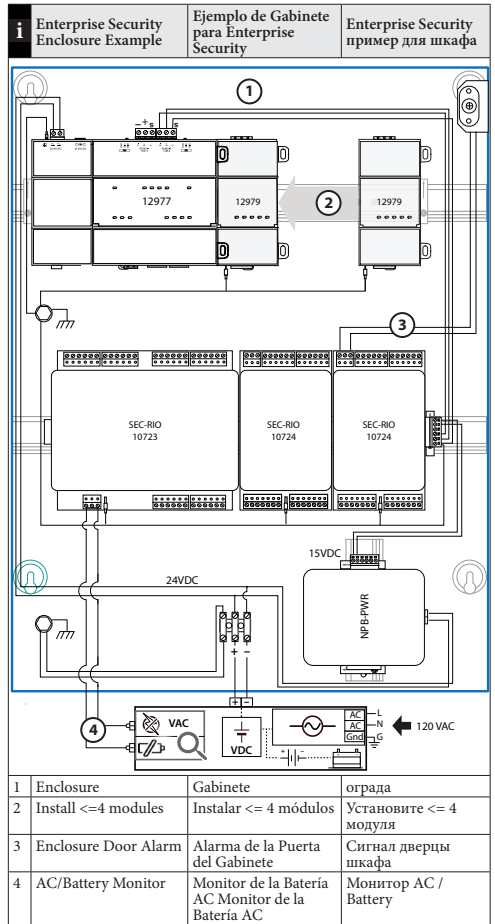 i
Enterprise Security
Enclosure Example
Ejemplo de Gabinete
para Enterprise
Security
Enterprise Security
пример для шкафа
1
− + s
12977
12979
2
12979
3
SEC-RIO
10723
SEC-RIO
10724
SEC-RIO
10724
15VDC
24VDC
NPB-PWR
+ −
+ −
4
VAC
VDC
+ −
AC L
AC N
Gnd G
120 VAC
1 Enclosure Gabinete ограда
2 Install <=4 modules Instalar <= 4 módulos Установите <= 4
модуля
3 Enclosure Door Alarm Alarma de la Puerta
del Gabinete Сигнал дверцы
шкафа
4 AC/Battery Monitor Monitor de la Batería
AC Monitor de la
Batería AC Монитор AC /
Battery